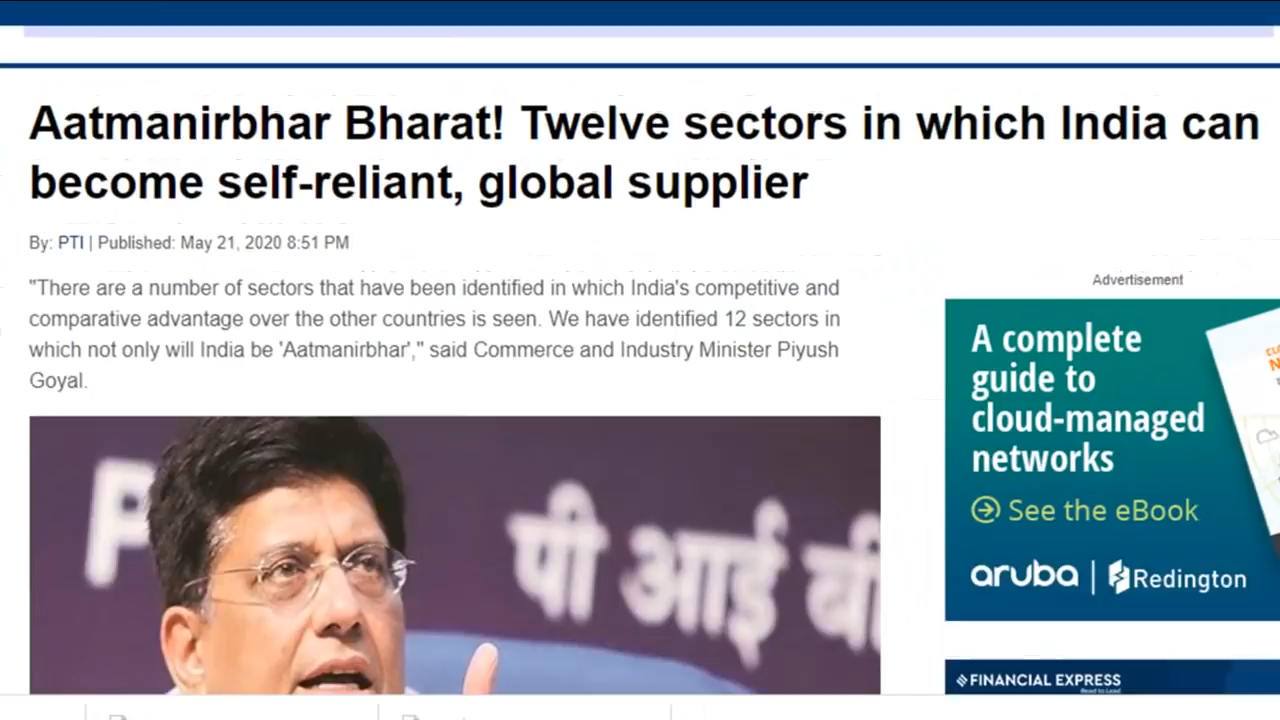 Aatmanirbhar Bharat! Twelve sectors in which India can
become self-reliant, global supplier
By: PTI | Published: May 21, 2020 8:51 PM
"There are a number of sectors that have been identified in which India's competitive and
comparative advantage over the other countries is seen. We have identified 12 sectors in
which not only will India be 'Aatmanirbhar'," said Commerce and Industry Minister Piyush
Goyal.
P
पी आई बी
Advertisement
A complete
guide to
cloud-managed
networks
See the eBook
aruba | Redington
FINANCIAL EXPRESS
Read to Lead